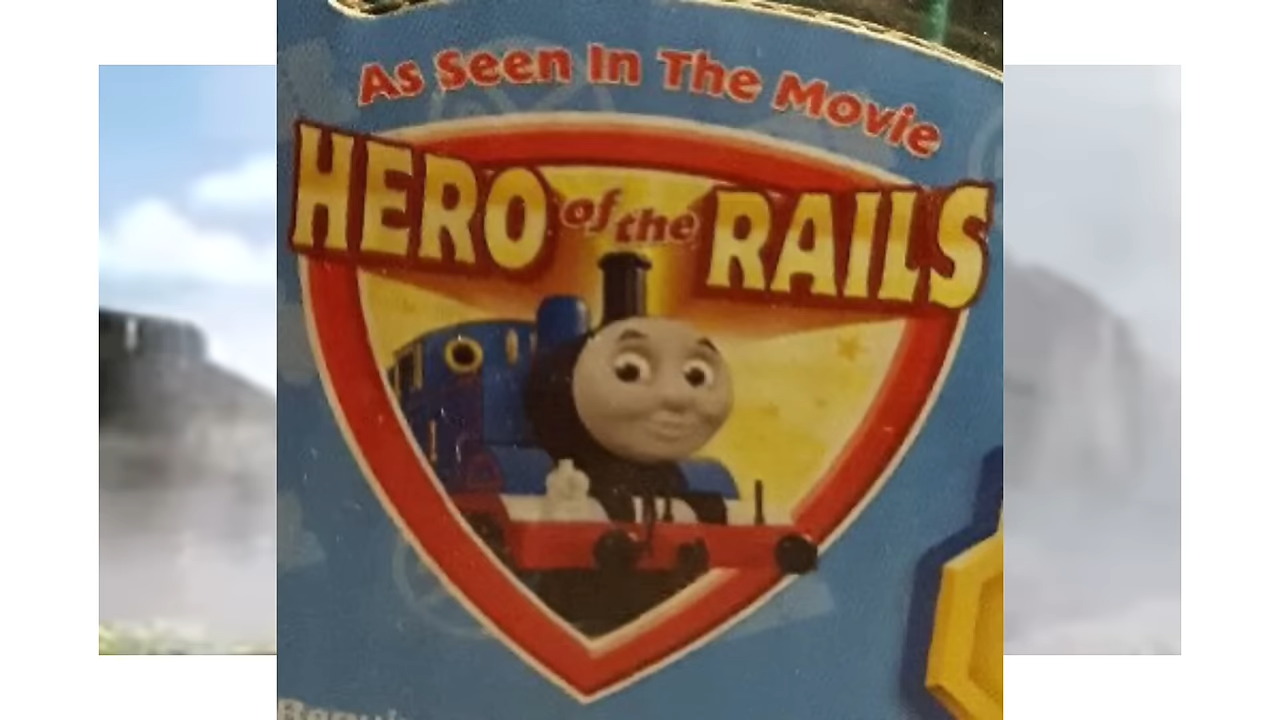 As Seen In The Movie
HERO of the RAILS